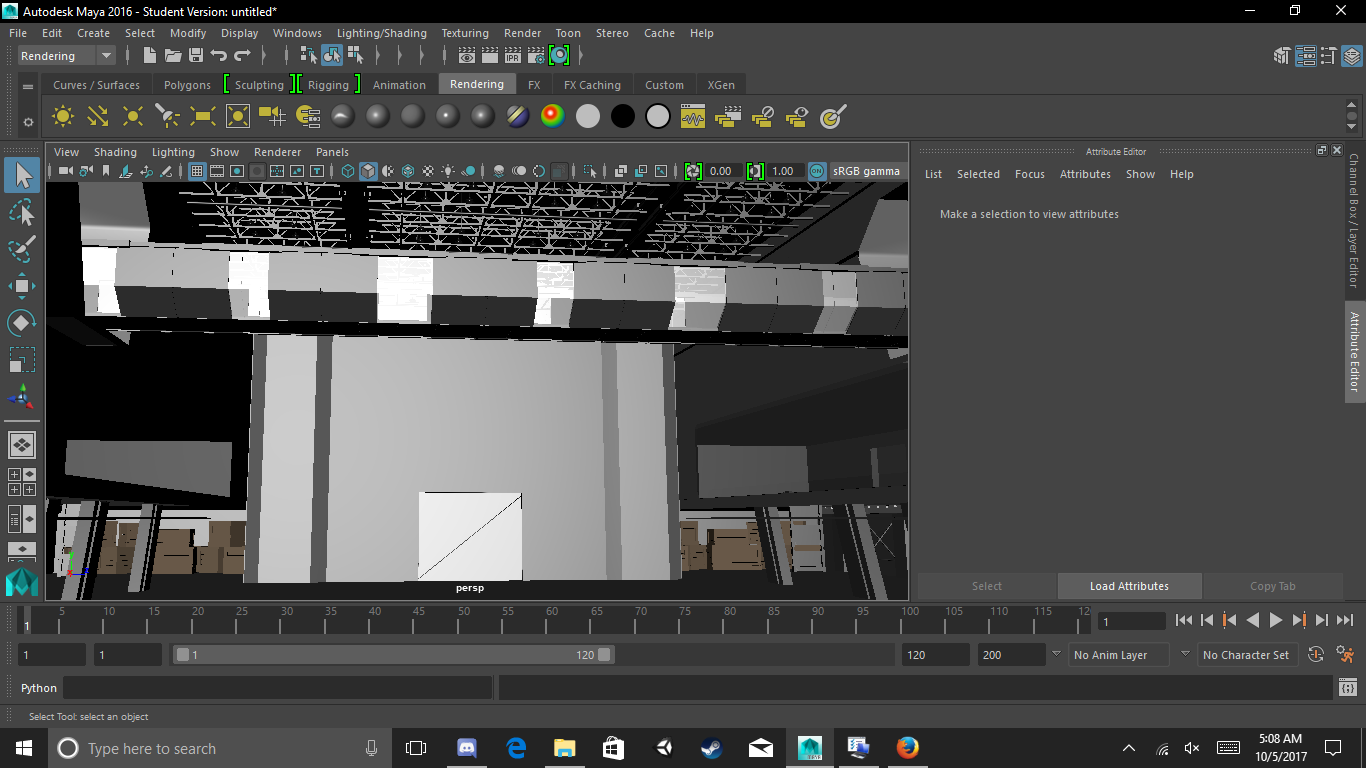 Autodesk Maya 2016 - Student Version: untitled*
File Edit Create Select Modify Display Windows Lighting/Shading Texturing Render Toon Stereo Cache Help
Rendering
IPR
Curves / Surfaces Polygons Sculpting Rigging Animation Rendering FX FX Caching Custom XGen
View Shading Lighting Show Renderer Panels
0.00 1.00 ON sRGB gamma
persp
Attribute Editor
List Selected Focus Attributes Show Help
Make a selection to view attributes
Select Load Attributes Copy Tab
Channel Box / Layer Editor
Attribute Editor
1 5 10 15 20 25 30 35 40 45 50 55 60 65 70 75 80 85 90 95 100 105 110 115 12
1
1 1 1 120 120 200 No Anim Layer No Character Set
Python
Select Tool: select an object
Type here to search
5:08 AM
10/5/2017